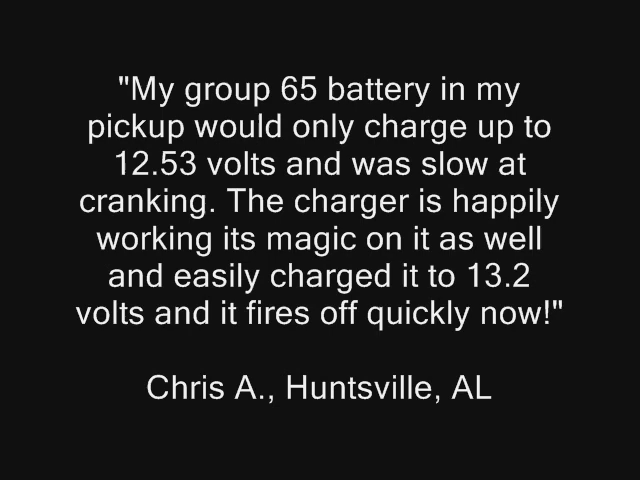 "My group 65 battery in my
pickup would only charge up to
12.53 volts and was slow at
cranking. The charger is happily
working its magic on it as well
and easily charged it to 13.2
volts and it fires off quickly now!"
Chris A., Huntsville, AL